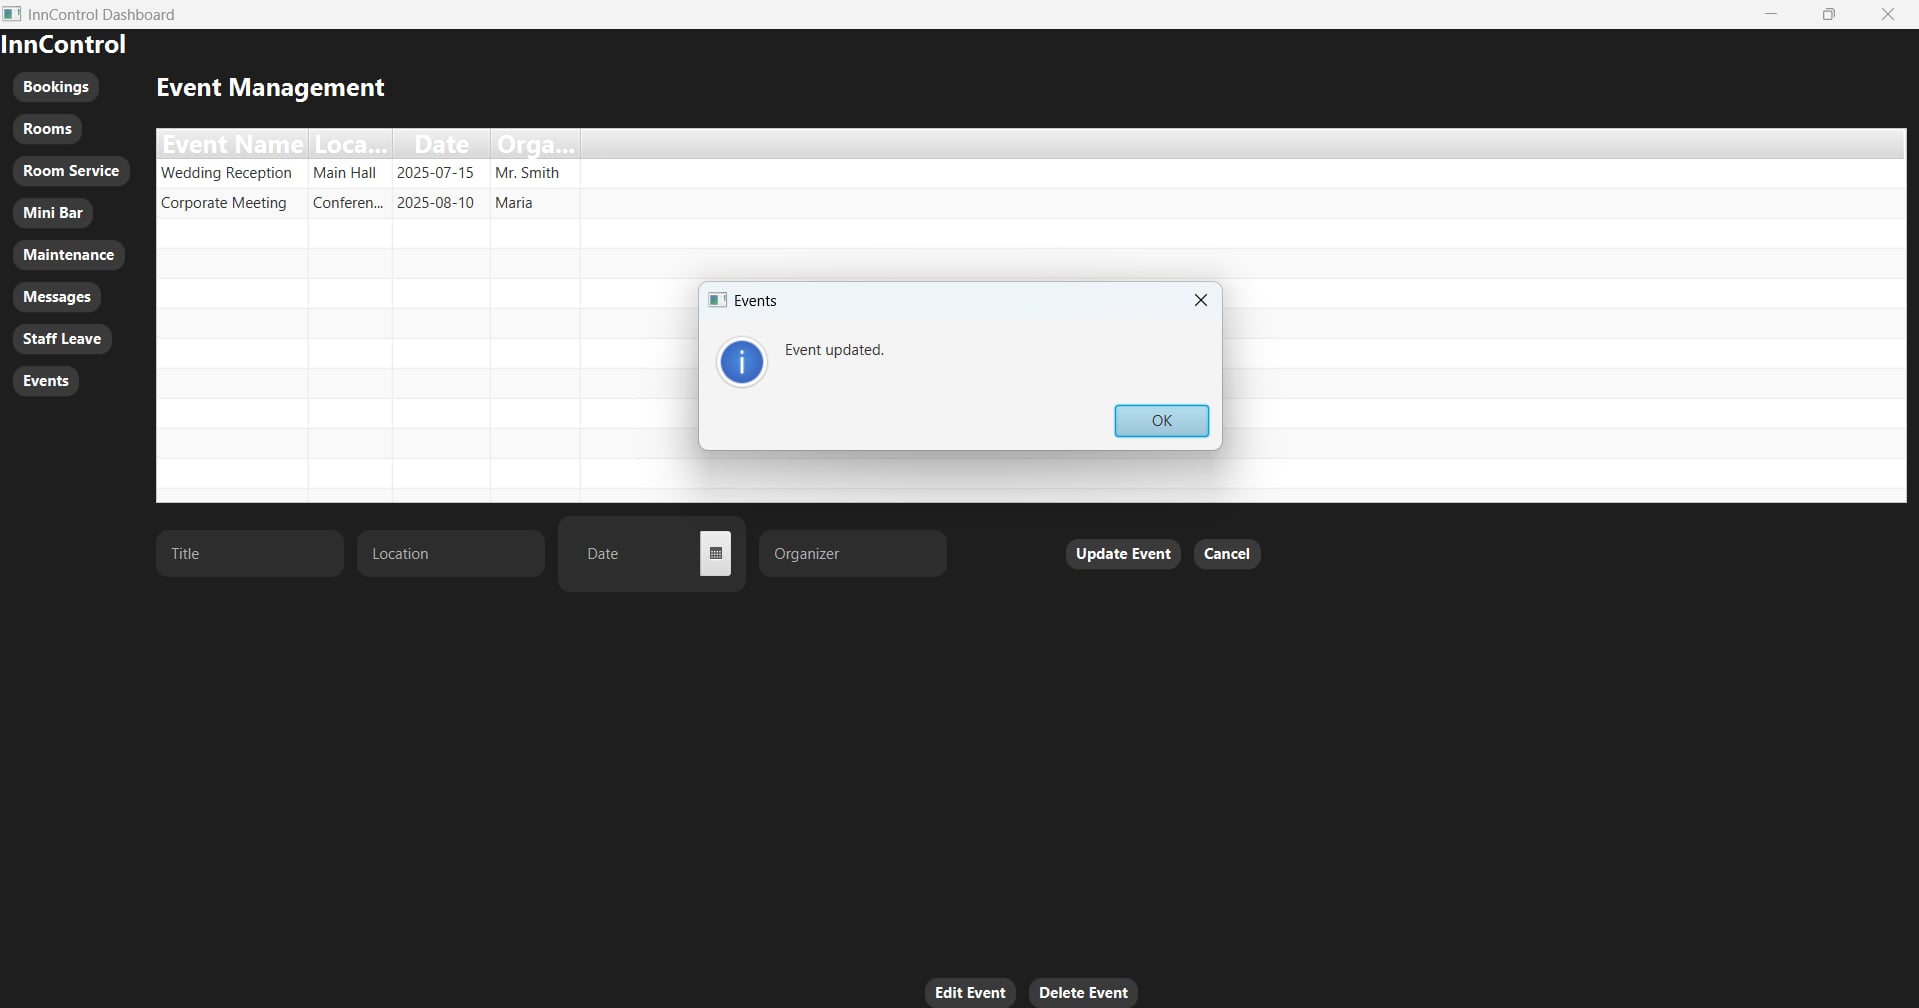 InnControl Dashboard
InnControl
Bookings
Rooms
Room Service
Mini Bar
Maintenance
Messages
Staff Leave
Events
Event Management
Event Name Loca... Date Orga...
Wedding Reception Main Hall 2025-07-15 Mr. Smith
Corporate Meeting Conferen... 2025-08-10 Maria
Events
Event updated.
OK
Title Location Date Organizer Update Event Cancel
Edit Event Delete Event